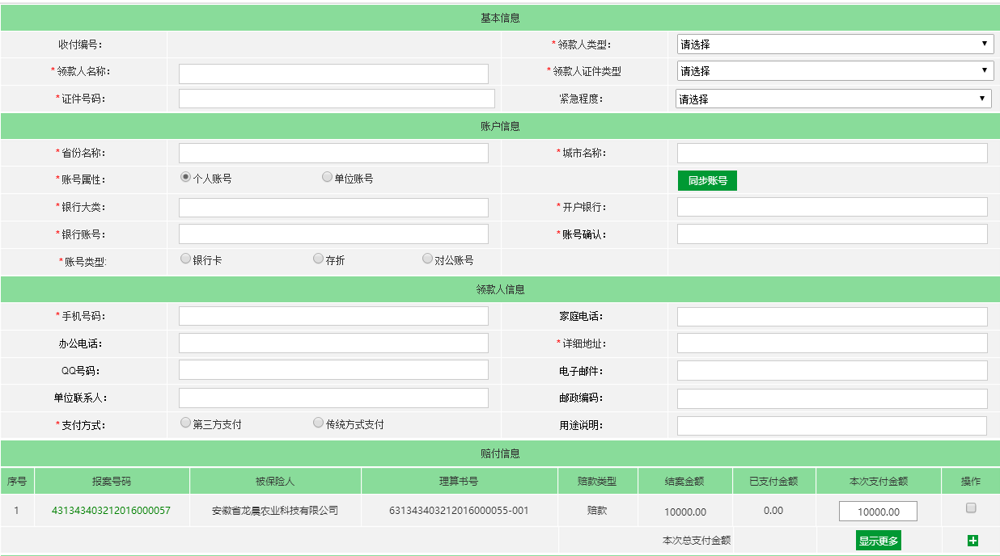 基本信息
收付编号：
*领款人类型：
请选择
*领款人名称：
*领款人证件类型
请选择
*证件号码：
紧急程度：
请选择
账户信息
*省份名称：
*城市名称：
*账号属性：
个人账号
单位账号
同步账号
*银行大类：
*开户银行：
*银行账号：
*账号确认：
*账号类型:
银行卡
存折
对公账号
领款人信息
*手机号码：
家庭电话：
办公电话：
*详细地址：
QQ号码：
电子邮件：
单位联系人：
邮政编码：
*支付方式：
第三方支付
传统方式支付
用途说明：
赔付信息
序号 报案号码 被保险人 理算书号 赔款类型 结案金额 已支付金额 本次支付金额 操作
1 431343403212016000057 安徽省龙晨农业科技有限公司 631343403212016000055-001 赔款 10000.00 0.00 10000.00
本次总支付金额 显示更多